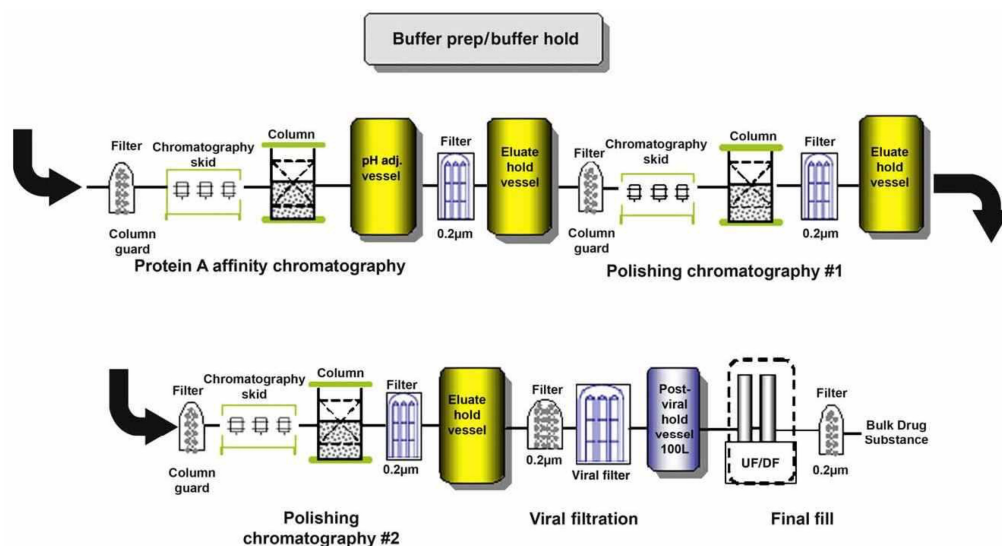 Buffer prep/buffer hold
Filter
Chromatography
skid
Column
pH adj.
vessel
Filter
Eluate
hold
vessel
Filter
Chromatography
skid
Column
Filter
Eluate
hold
vessel
Column
guard
0.2µm
Column
guard
0.2µm
Protein A affinity chromatography
Polishing chromatography #1
Filter
Chromatography
skid
Column
Filter
Eluate
hold
vessel
Filter
Post-
viral
hold
vessel
100L
Filter
Bulk Drug
Substance
Column
guard
0.2µm
0.2µm
Viral filter
UF/DF
0.2µm
Polishing
chromatography #2
Viral filtration
Final fill